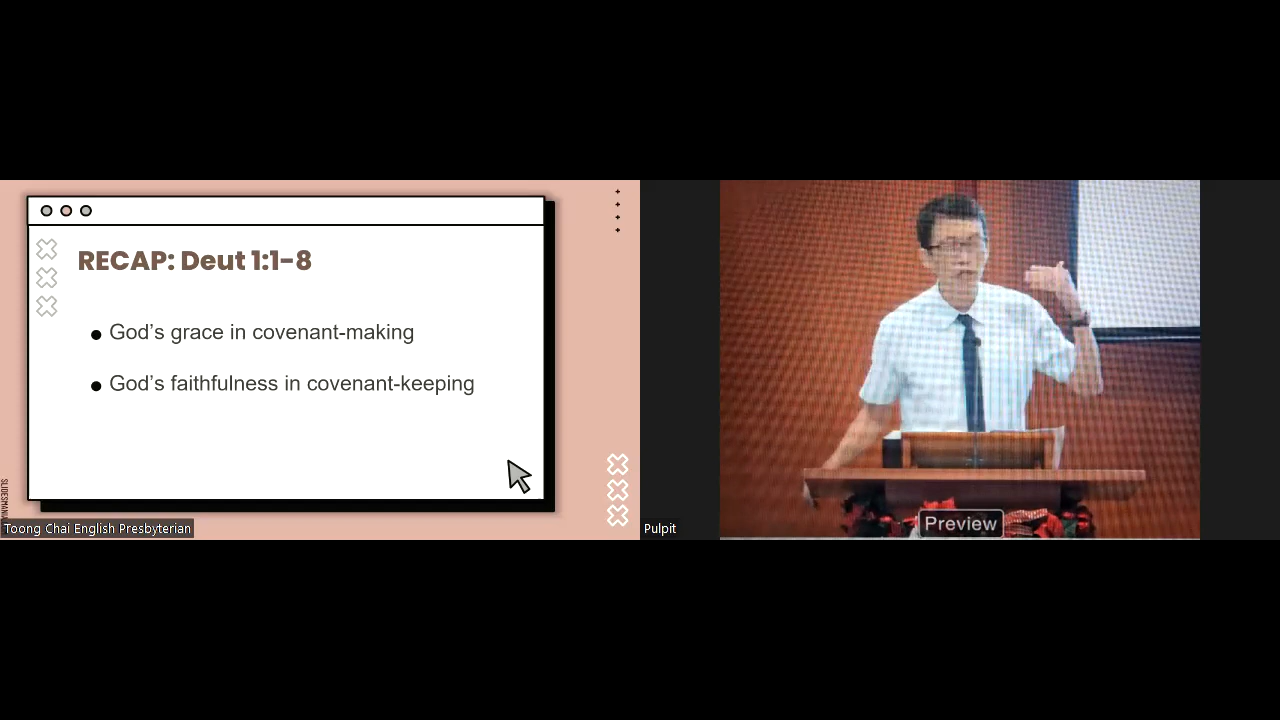 RECAP: Deut 1:1-8
God's grace in covenant-making
God's faithfulness in covenant-keeping
SLIDESMANIA
Toong Chai English Presbyterian
Pulpit
Preview